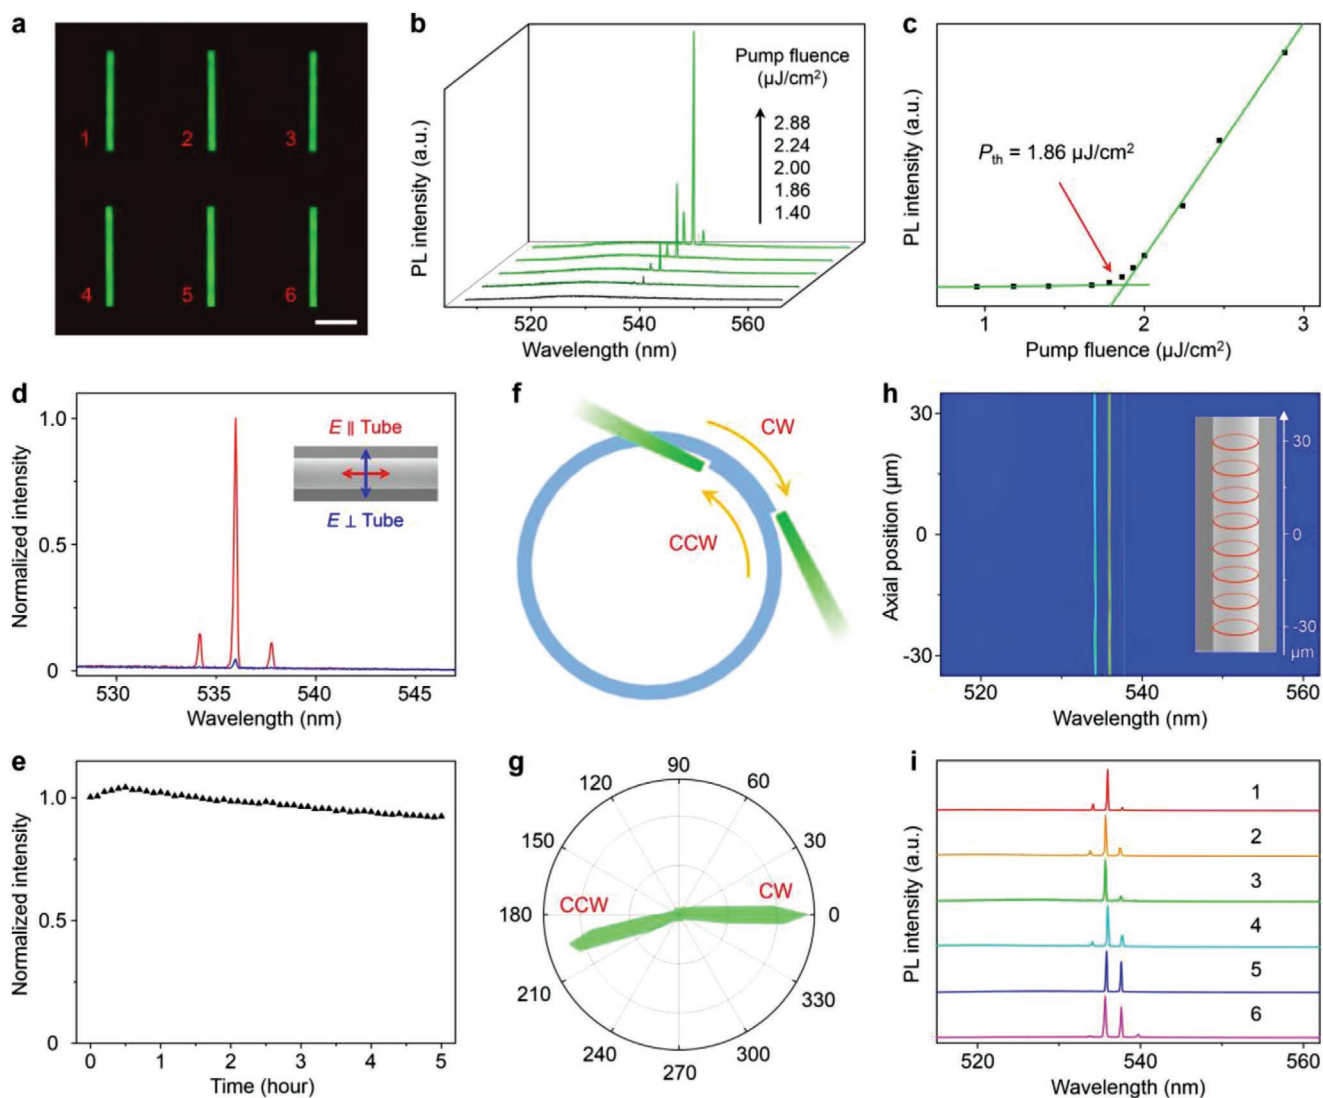 a
1
2
3
4
5
6
b
PL intensity (a.u.)
Pump fluence
(μJ/cm²)
2.88
2.24
2.00
1.86
1.40
520
540
560
Wavelength (nm)
c
PL intensity (a.u.)
Pth = 1.86 μJ/cm²
1
2
3
Pump fluence (μJ/cm²)
d
Normalized intensity
1.0
0.5
0
E ∥ Tube
E ⊥ Tube
530
535
540
545
Wavelength (nm)
f
CW
CCW
h
Axial position (μm)
30
0
-30
30
0
-30
μm
520
540
560
Wavelength (nm)
e
Normalized intensity
1.0
0.5
0
0
1
2
3
4
5
Time (hour)
g
90
120
60
150
30
CCW
CW
180
0
210
330
240
300
270
i
PL intensity (a.u.)
1
2
3
4
5
6
520
540
560
Wavelength (nm)